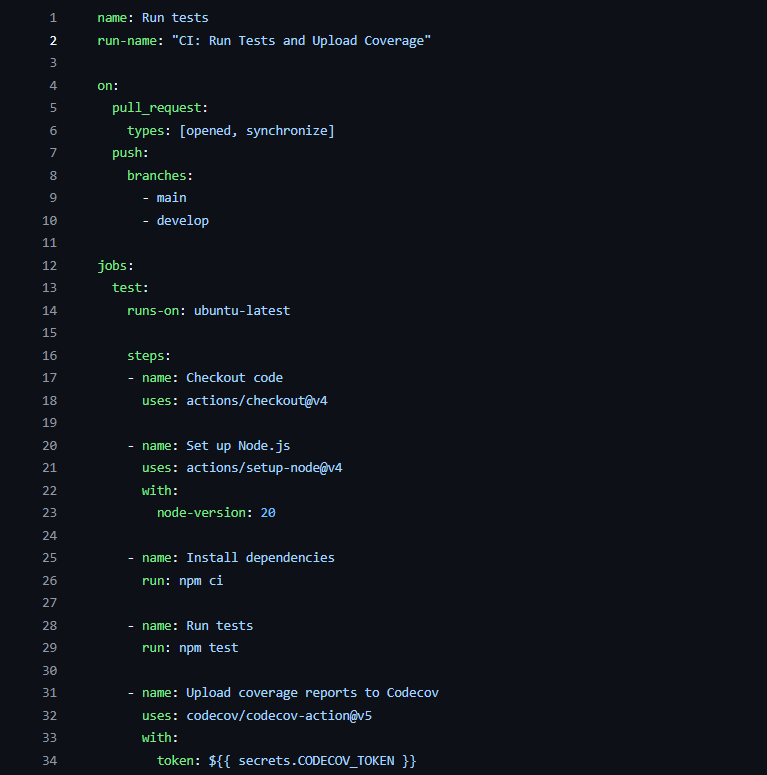 1 name: Run tests
2 run-name: "CI: Run Tests and Upload Coverage"
3
4 on:
5   pull_request:
6     types: [opened, synchronize]
7   push:
8     branches:
9       - main
10       - develop
11
12 jobs:
13   test:
14     runs-on: ubuntu-latest
15
16     steps:
17     - name: Checkout code
18       uses: actions/checkout@v4
19
20     - name: Set up Node.js
21       uses: actions/setup-node@v4
22       with:
23         node-version: 20
24
25     - name: Install dependencies
26       run: npm ci
27
28     - name: Run tests
29       run: npm test
30
31     - name: Upload coverage reports to Codecov
32       uses: codecov/codecov-action@v5
33       with:
34         token: ${{ secrets.CODECOV_TOKEN }}